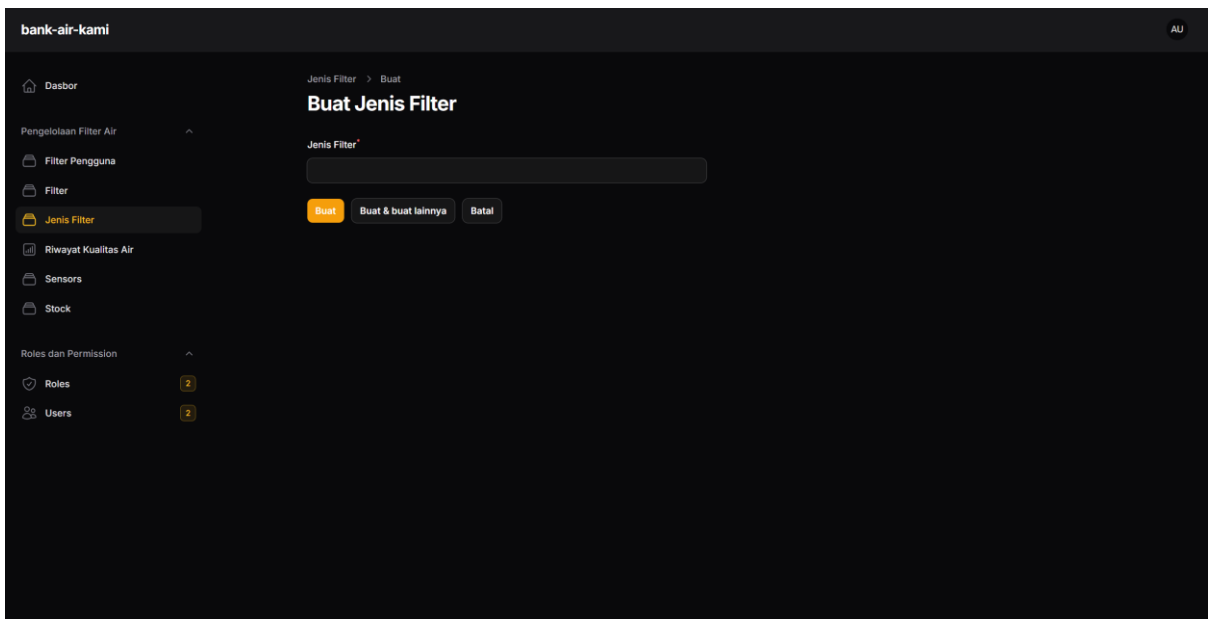 bank-air-kami
AU
Dasbor
Pengelolaan Filter Air
Filter Pengguna
Filter
Jenis Filter
Riwayat Kualitas Air
Sensors
Stock
Roles dan Permission
Roles 2
Users 2
Jenis Filter > Buat
Buat Jenis Filter
Jenis Filter*
Buat Buat & buat lainnya Batal